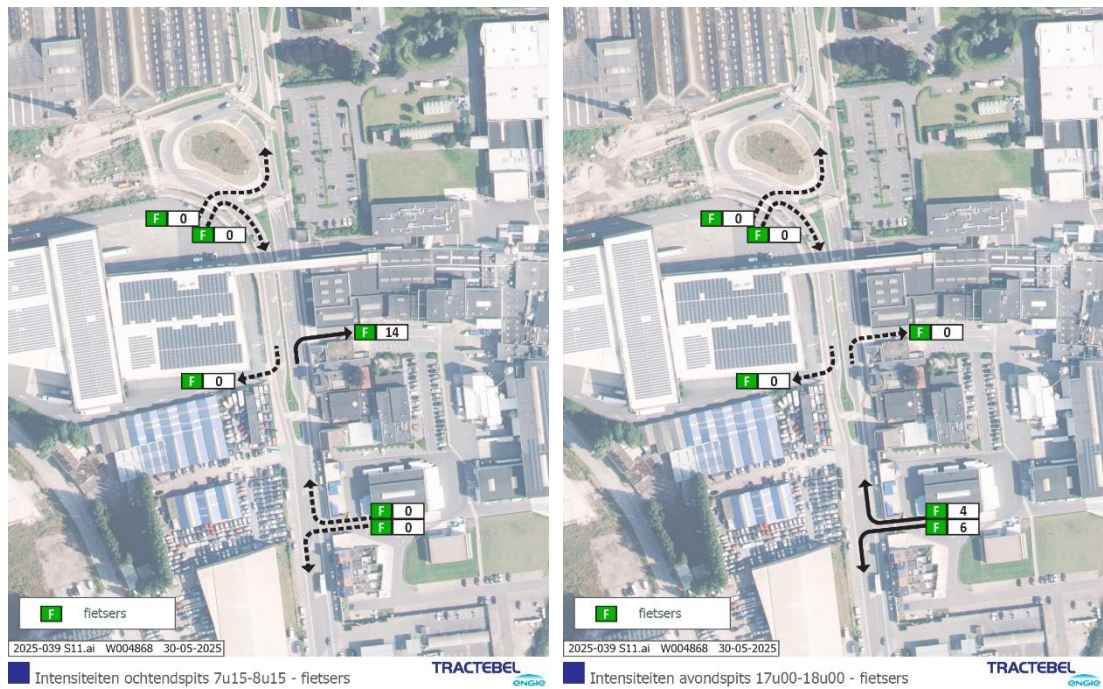 F 0
F 0
F 14
F 0
F 0
F 0
F fietsers
2025-039 S11.ai W004868 30-05-2025
Intensiteiten ochtendspits 7u15-8u15 - fietsers
TRACTEBEL
ENGIE
F 0
F 0
F 0
F 0
F 4
F 6
F fietsers
2025-039 S11.ai W004868 30-05-2025
Intensiteiten avondspits 17u00-18u00 - fietsers
TRACTEBEL
ENGIE